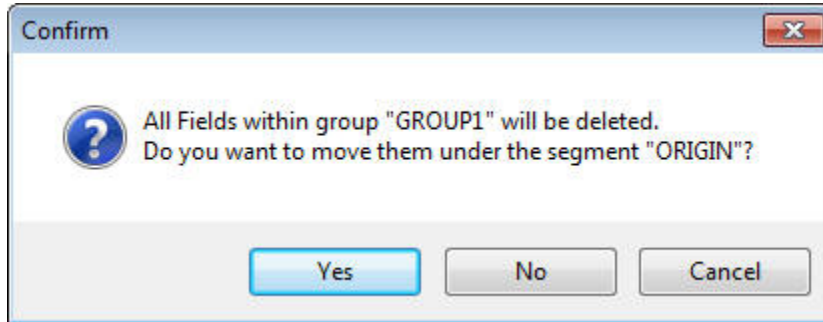 Confirm
All Fields within group "GROUP1" will be deleted.
Do you want to move them under the segment "ORIGIN"?
Yes No Cancel